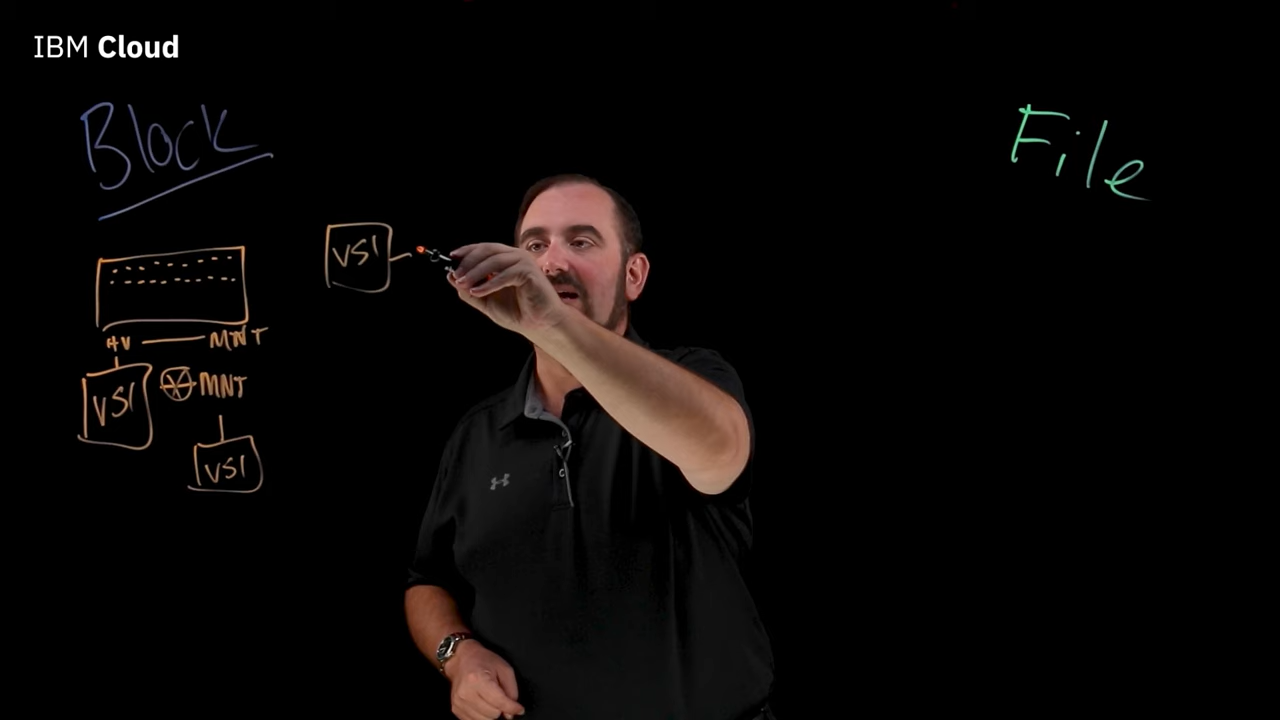 IBM Cloud
Block
File
VSI
HV — MNT
VSI
MNT
VSI